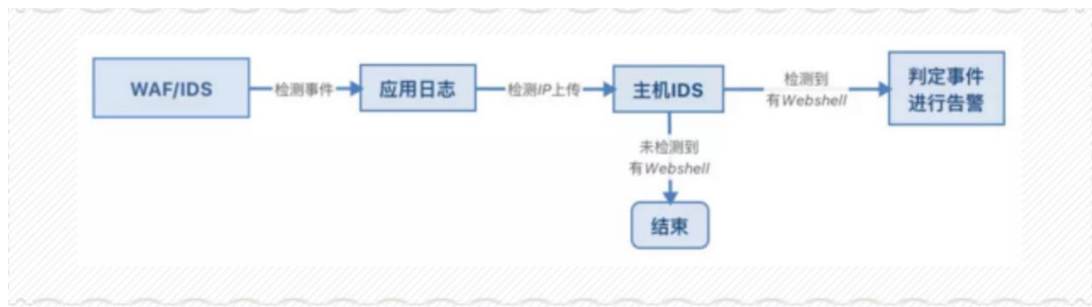 WAF/IDS
检测事件
应用日志
检测IP上传
主机IDS
检测到
有Webshell
判定事件
进行告警
未检测到
有Webshell
结束